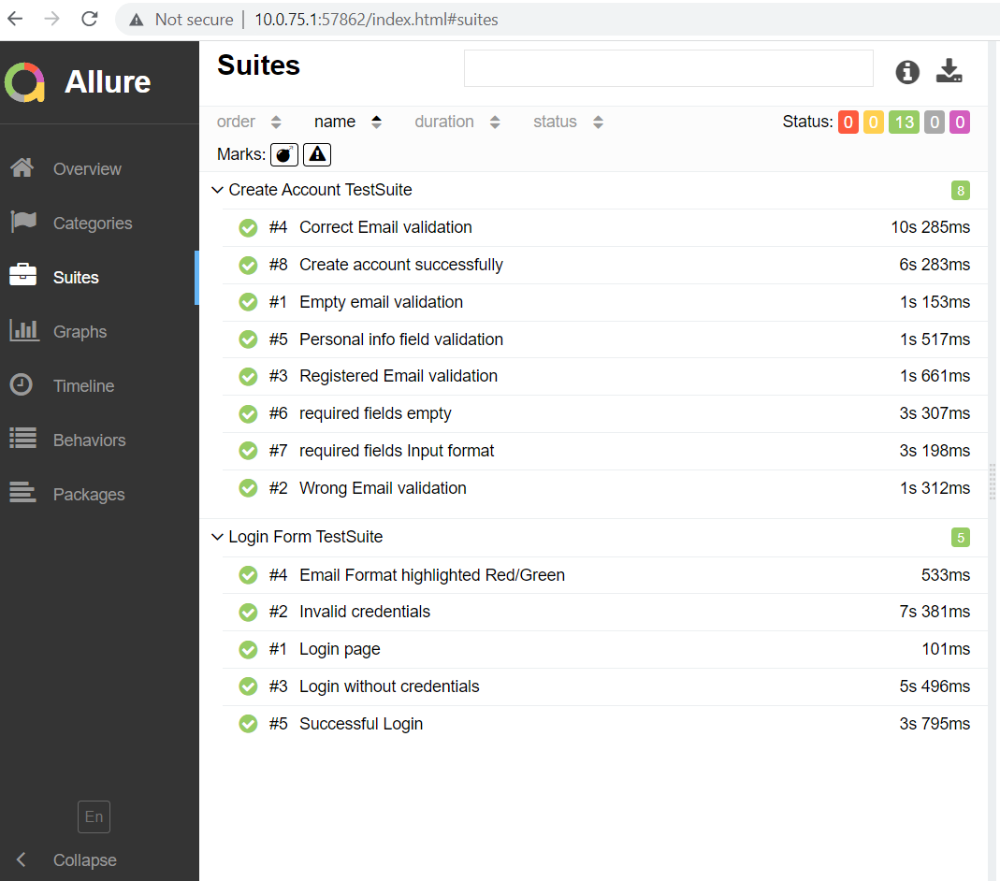 Not secure 10.0.75.1:57862/index.html#suites
Allure
Overview
Categories
Suites
Graphs
Timeline
Behaviors
Packages
En
Collapse
Suites
order name duration status Status: 0 0 13 0 0
Marks:
Create Account TestSuite 8
#4 Correct Email validation 10s 285ms
#8 Create account successfully 6s 283ms
#1 Empty email validation 1s 153ms
#5 Personal info field validation 1s 517ms
#3 Registered Email validation 1s 661ms
#6 required fields empty 3s 307ms
#7 required fields Input format 3s 198ms
#2 Wrong Email validation 1s 312ms
Login Form TestSuite 5
#4 Email Format highlighted Red/Green 533ms
#2 Invalid credentials 7s 381ms
#1 Login page 101ms
#3 Login without credentials 5s 496ms
#5 Successful Login 3s 795ms